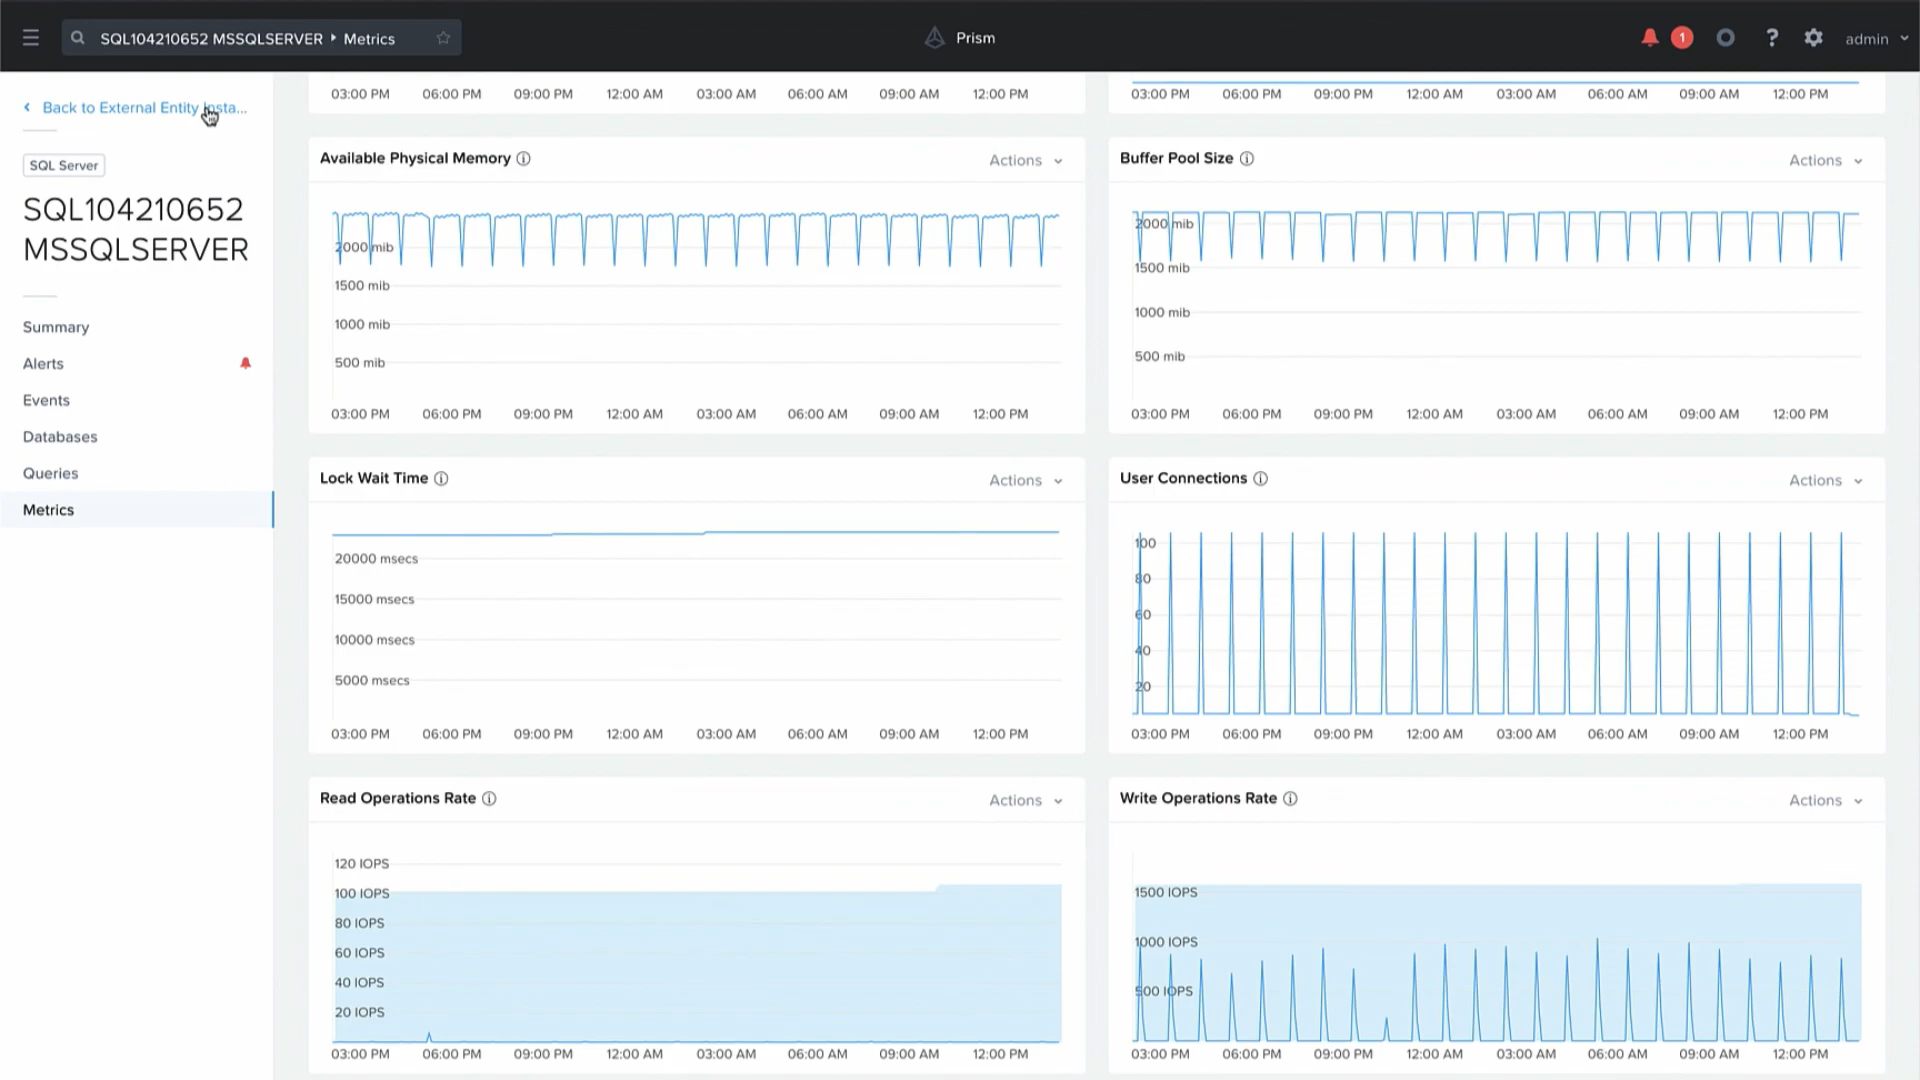 SQL104210652 MSSQLSERVER ‣ Metrics
Prism
1
?
admin
Back to External Entity Insta...
SQL Server
SQL104210652
MSSQLSERVER
Summary
Alerts
Events
Databases
Queries
Metrics
03:00 PM 06:00 PM 09:00 PM 12:00 AM 03:00 AM 06:00 AM 09:00 AM 12:00 PM
03:00 PM 06:00 PM 09:00 PM 12:00 AM 03:00 AM 06:00 AM 09:00 AM 12:00 PM
Available Physical Memory
Actions
2000 mib
1500 mib
1000 mib
500 mib
03:00 PM 06:00 PM 09:00 PM 12:00 AM 03:00 AM 06:00 AM 09:00 AM 12:00 PM
Buffer Pool Size
Actions
2000 mib
1500 mib
1000 mib
500 mib
03:00 PM 06:00 PM 09:00 PM 12:00 AM 03:00 AM 06:00 AM 09:00 AM 12:00 PM
Lock Wait Time
Actions
20000 msecs
15000 msecs
10000 msecs
5000 msecs
03:00 PM 06:00 PM 09:00 PM 12:00 AM 03:00 AM 06:00 AM 09:00 AM 12:00 PM
User Connections
Actions
100
80
60
40
20
03:00 PM 06:00 PM 09:00 PM 12:00 AM 03:00 AM 06:00 AM 09:00 AM 12:00 PM
Read Operations Rate
Actions
120 IOPS
100 IOPS
80 IOPS
60 IOPS
40 IOPS
20 IOPS
03:00 PM 06:00 PM 09:00 PM 12:00 AM 03:00 AM 06:00 AM 09:00 AM 12:00 PM
Write Operations Rate
Actions
1500 IOPS
1000 IOPS
500 IOPS
03:00 PM 06:00 PM 09:00 PM 12:00 AM 03:00 AM 06:00 AM 09:00 AM 12:00 PM